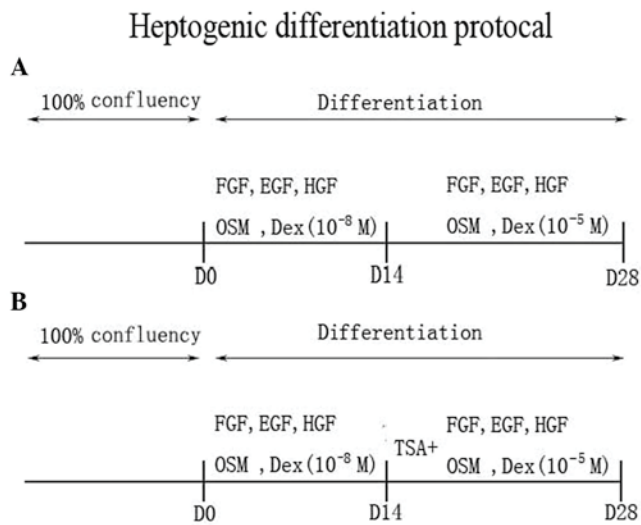 Heptogenic differentiation protocal
A
100% confluency Differentiation
FGF, EGF, HGF FGF, EGF, HGF
OSM , Dex(10⁻⁸ M) OSM , Dex(10⁻⁵ M)
D0 D14 D28
B
100% confluency Differentiation
FGF, EGF, HGF FGF, EGF, HGF
TSA+
OSM , Dex(10⁻⁸ M) OSM , Dex(10⁻⁵ M)
D0 D14 D28